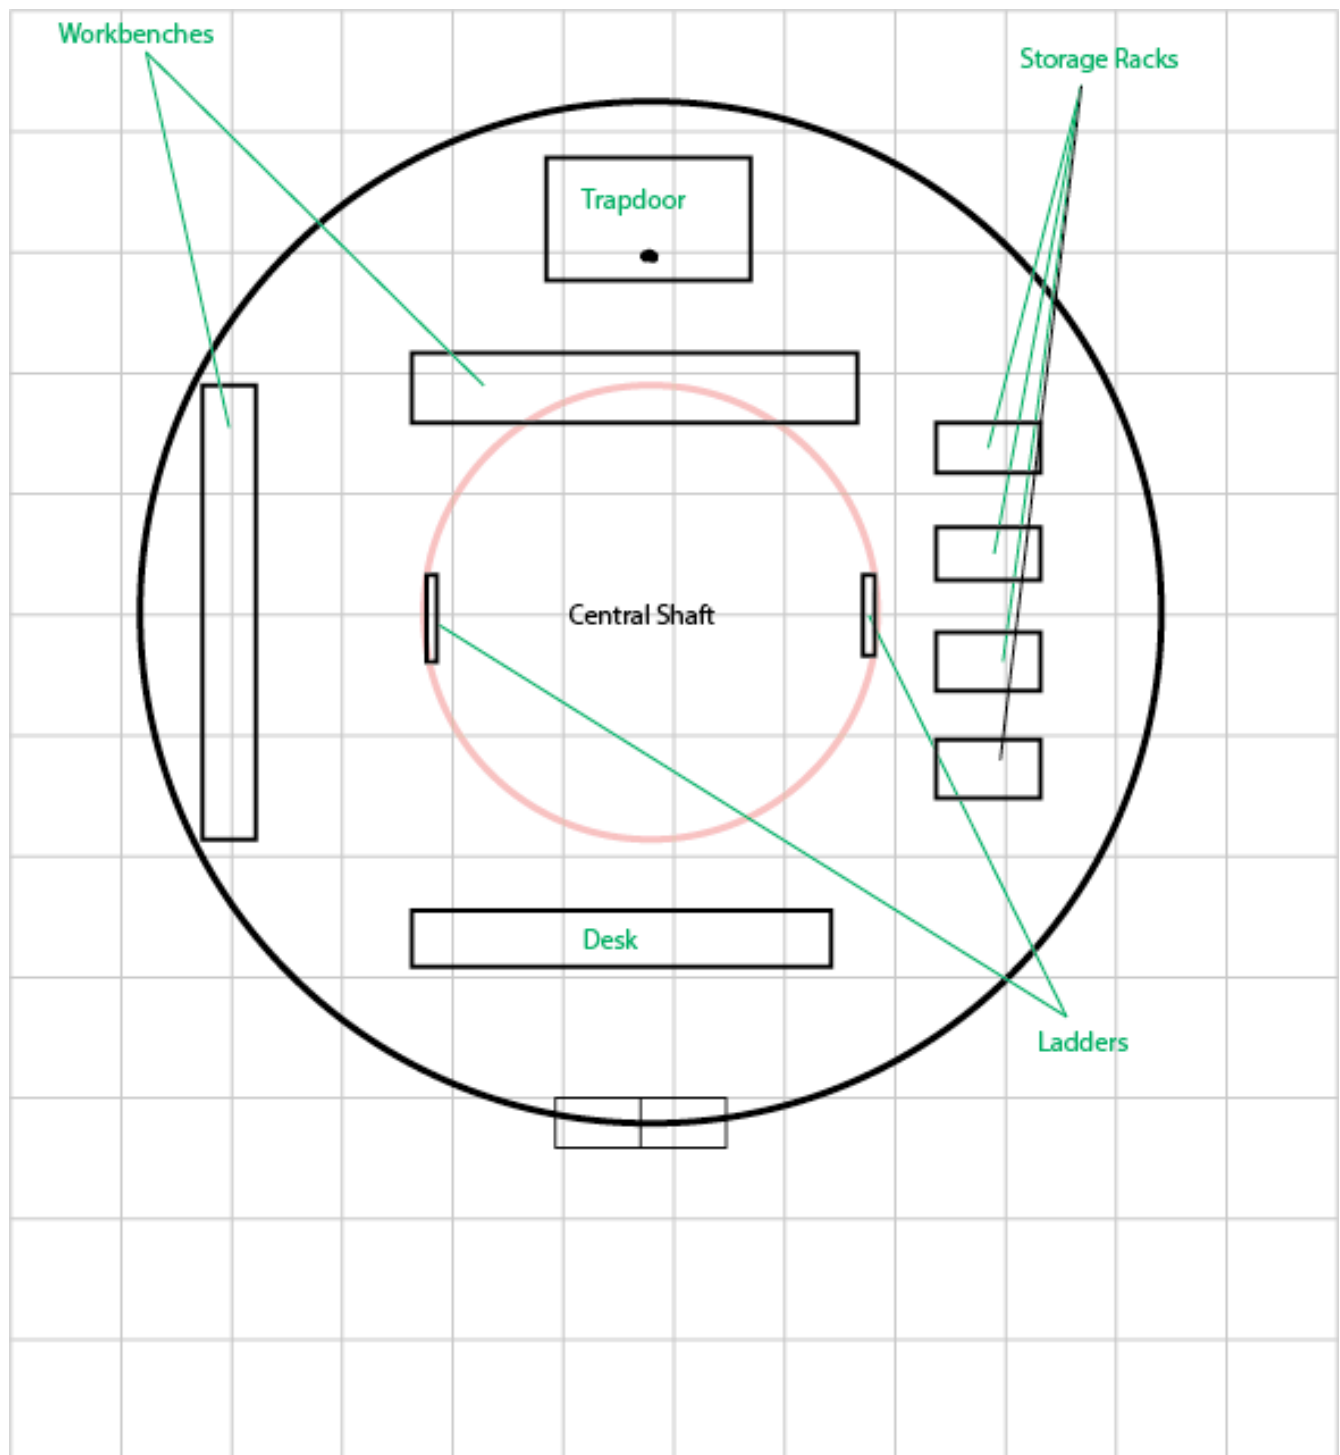 Workbenches
Storage Racks
Trapdoor
Central Shaft
Desk
Ladders